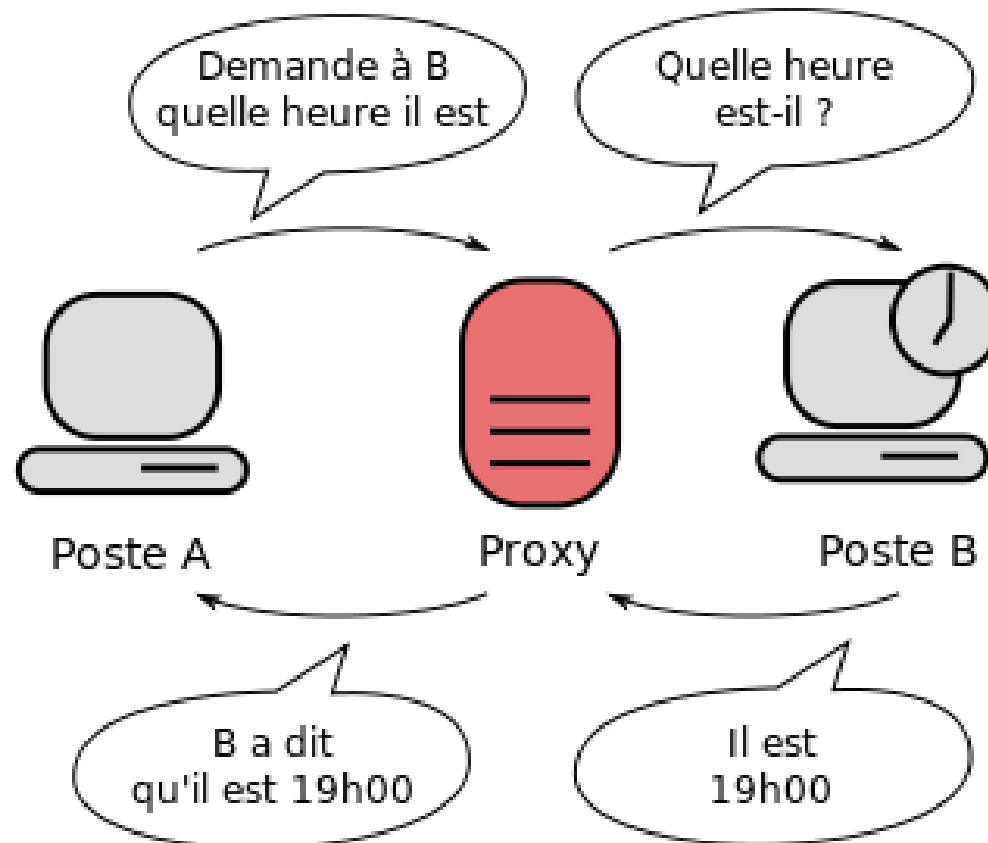 Demande à B
quelle heure il est
Quelle heure
est-il ?
Poste A
Proxy
Poste B
B a dit
qu'il est 19h00
Il est
19h00